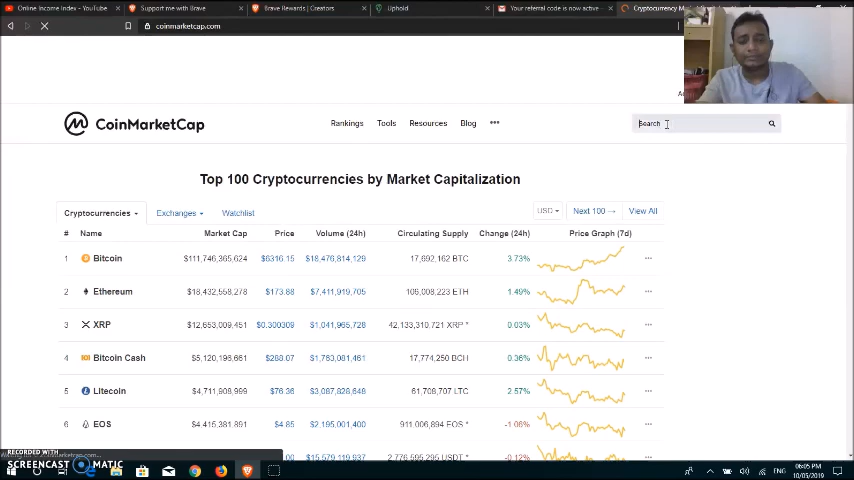 Online Income Index - YouTube
Support me with Brave
Brave Rewards | Creators
Uphold
Your referral code is now active
Cryptocurrency
coinmarketcap.com
CoinMarketCap
Rankings Tools Resources Blog •••
Search
Top 100 Cryptocurrencies by Market Capitalization
Cryptocurrencies Exchanges Watchlist
USD Next 100 → View All
# Name Market Cap Price Volume (24h) Circulating Supply Change (24h) Price Graph (7d)
1 Bitcoin $111,746,365,624 $6316.15 $18,476,814,129 17,692,162 BTC 3.73%
2 Ethereum $18,432,558,278 $173.88 $7,411,919,705 106,008,223 ETH 1.49%
3 XRP $12,653,009,451 $0.300309 $1,041,965,728 42,133,310,721 XRP * 0.03%
4 Bitcoin Cash $5,120,196,661 $288.07 $1,763,081,461 17,774,250 BCH 0.36%
5 Litecoin $4,711,908,999 $76.36 $3,087,828,648 61,708,707 LTC 2.57%
6 EOS $4,415,381,891 $4.85 $2,195,001,400 911,006,894 EOS * -1.06%
$15,579,119,937 2,776,595,295 USDT * -0.12%
RECORDED WITH
SCREENCAST MATIC
ENG
06:05 PM
10/05/2019